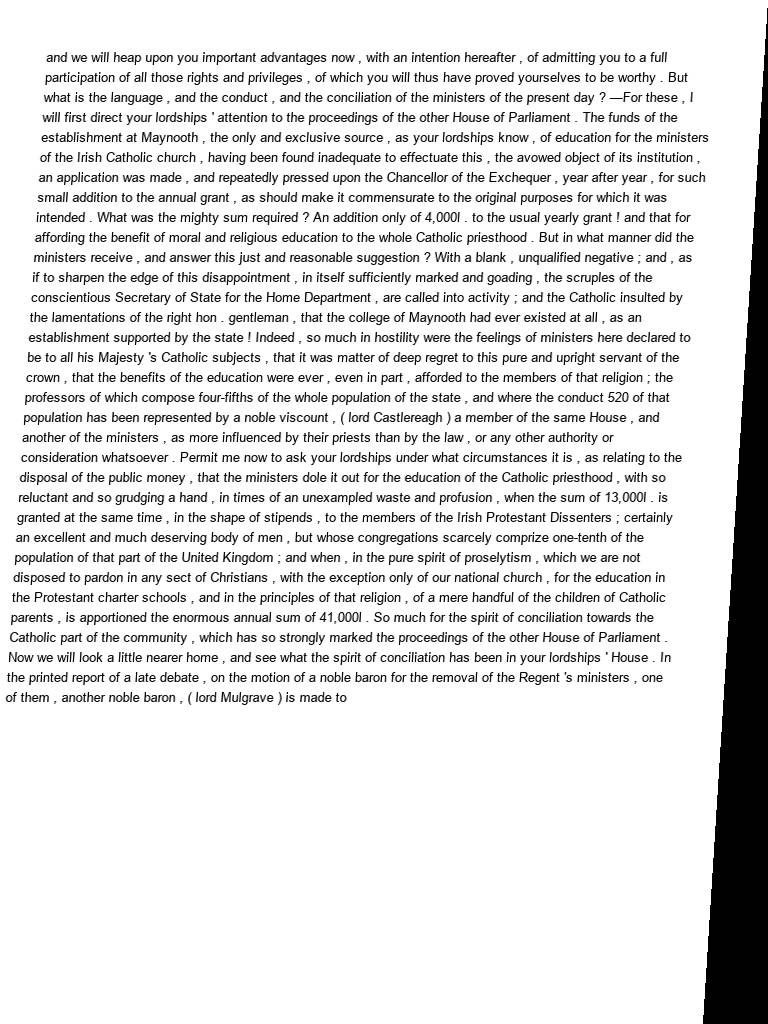 and we will heap upon you important advantages now , with an intention hereafter , of admitting you to a full
participation of all those rights and privileges , of which you will thus have proved yourselves to be worthy . But
what is the language , and the conduct , and the conciliation of the ministers of the present day ? —For these , I
will first direct your lordships ' attention to the proceedings of the other House of Parliament . The funds of the
establishment at Maynooth , the only and exclusive source , as your lordships know , of education for the ministers
of the Irish Catholic church , having been found inadequate to effectuate this , the avowed object of its institution ,
an application was made , and repeatedly pressed upon the Chancellor of the Exchequer , year after year , for such
small addition to the annual grant , as should make it commensurate to the original purposes for which it was
intended . What was the mighty sum required ? An addition only of 4,000l . to the usual yearly grant ! and that for
affording the benefit of moral and religious education to the whole Catholic priesthood . But in what manner did the
ministers receive , and answer this just and reasonable suggestion ? With a blank , unqualified negative ; and , as
if to sharpen the edge of this disappointment , in itself sufficiently marked and goading , the scruples of the
conscientious Secretary of State for the Home Department , are called into activity ; and the Catholic insulted by
the lamentations of the right hon . gentleman , that the college of Maynooth had ever existed at all , as an
establishment supported by the state ! Indeed , so much in hostility were the feelings of ministers here declared to
be to all his Majesty 's Catholic subjects , that it was matter of deep regret to this pure and upright servant of the
crown , that the benefits of the education were ever , even in part , afforded to the members of that religion ; the
professors of which compose four-fifths of the whole population of the state , and where the conduct 520 of that
population has been represented by a noble viscount , ( lord Castlereagh ) a member of the same House , and
another of the ministers , as more influenced by their priests than by the law , or any other authority or
consideration whatsoever . Permit me now to ask your lordships under what circumstances it is , as relating to the
disposal of the public money , that the ministers dole it out for the education of the Catholic priesthood , with so
reluctant and so grudging a hand , in times of an unexampled waste and profusion , when the sum of 13,000l . is
granted at the same time , in the shape of stipends , to the members of the Irish Protestant Dissenters ; certainly
an excellent and much deserving body of men , but whose congregations scarcely comprize one-tenth of the
population of that part of the United Kingdom ; and when , in the pure spirit of proselytism , which we are not
disposed to pardon in any sect of Christians , with the exception only of our national church , for the education in
the Protestant charter schools , and in the principles of that religion , of a mere handful of the children of Catholic
parents , is apportioned the enormous annual sum of 41,000l . So much for the spirit of conciliation towards the
Catholic part of the community , which has so strongly marked the proceedings of the other House of Parliament .
Now we will look a little nearer home , and see what the spirit of conciliation has been in your lordships ' House . In
the printed report of a late debate , on the motion of a noble baron for the removal of the Regent 's ministers , one
of them , another noble baron , ( lord Mulgrave ) is made to